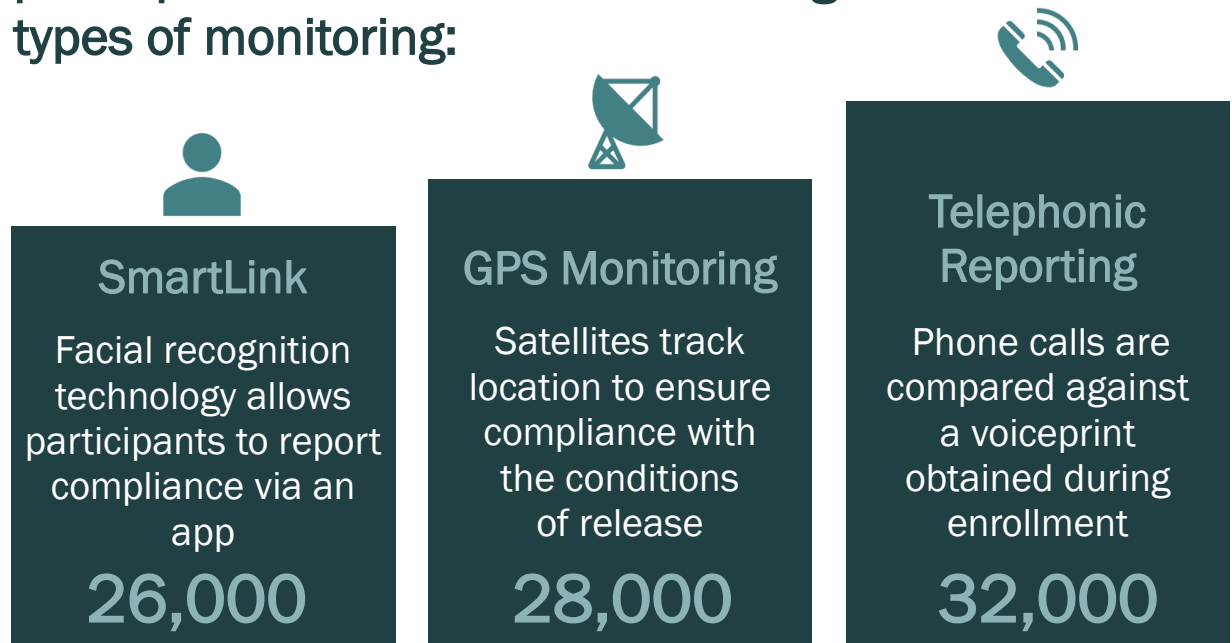 types of monitoring:
SmartLink
Facial recognition
technology allows
participants to report
compliance via an
app
26,000
GPS Monitoring
Satellites track
location to ensure
compliance with
the conditions
of release
28,000
Telephonic
Reporting
Phone calls are
compared against
a voiceprint
obtained during
enrollment
32,000